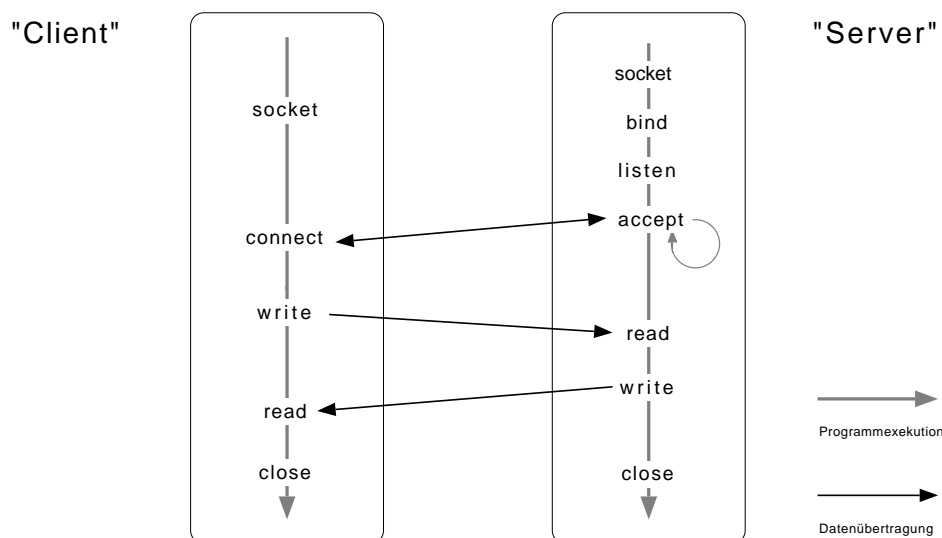 "Client"
socket
connect
write
read
close
"Server"
socket
bind
listen
accept
read
write
close
Programmexekution
Datenübertragung